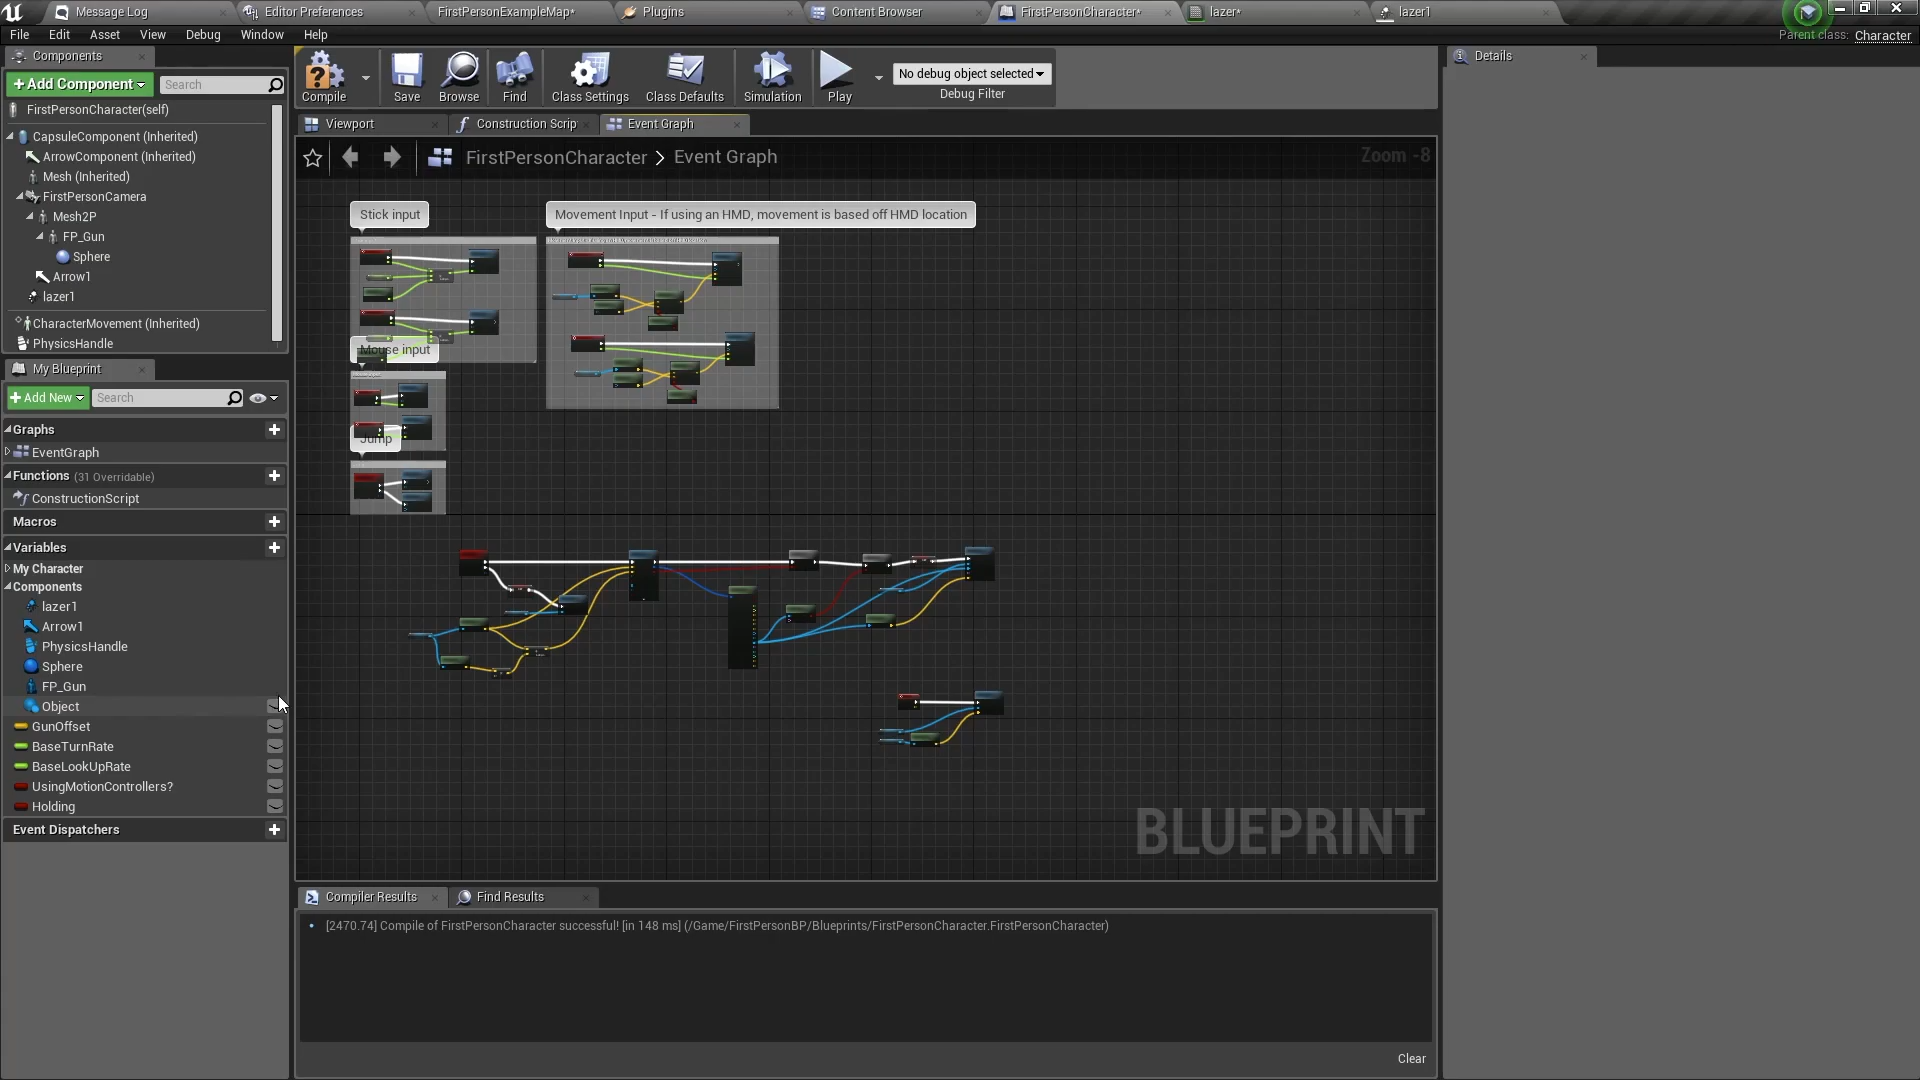 Message Log
Editor Preferences
FirstPersonExampleMap*
Plugins
Content Browser
FirstPersonCharacter*
lazer*
lazer1
File Edit Asset View Debug Window Help
Parent class: Character
Components
+ Add Component
Search
FirstPersonCharacter(self)
CapsuleComponent (Inherited)
ArrowComponent (Inherited)
Mesh (Inherited)
FirstPersonCamera
Mesh2P
FP_Gun
Sphere
Arrow1
lazer1
CharacterMovement (Inherited)
PhysicsHandle
My Blueprint
+ Add New
Search
Graphs
EventGraph
Functions (31 Overridable)
ConstructionScript
Macros
Variables
My Character
Components
lazer1
Arrow1
PhysicsHandle
Sphere
FP_Gun
Object
GunOffset
BaseTurnRate
BaseLookUpRate
UsingMotionControllers?
Holding
Event Dispatchers
Compile
Save
Browse
Find
Class Settings
Class Defaults
Simulation
Play
No debug object selected
Debug Filter
Viewport
Construction Scrip
Event Graph
FirstPersonCharacter > Event Graph
Zoom -8
Stick input
Movement Input - If using an HMD, movement is based off HMD location
Mouse input
Jump
BLUEPRINT
Compiler Results
Find Results
[2470.74] Compile of FirstPersonCharacter successful! [in 148 ms] (/Game/FirstPersonBP/Blueprints/FirstPersonCharacter.FirstPersonCharacter)
Clear
Details